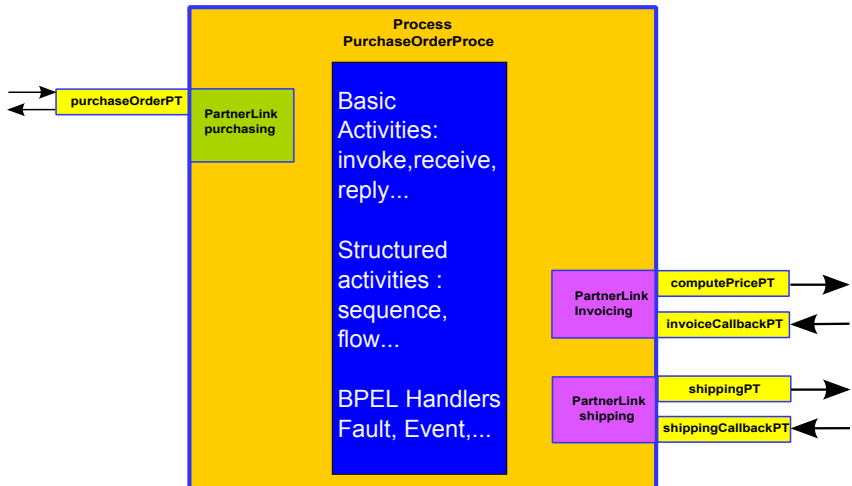 Process
PurchaseOrderProce
purchaseOrderPT
PartnerLink
purchasing
Basic
Activities:
invoke,receive,
reply...
Structured
activities :
sequence,
flow...
BPEL Handlers
Fault, Event,...
PartnerLink
Invoicing
computePricePT
invoiceCallbackPT
PartnerLink
shipping
shippingPT
shippingCallbackPT